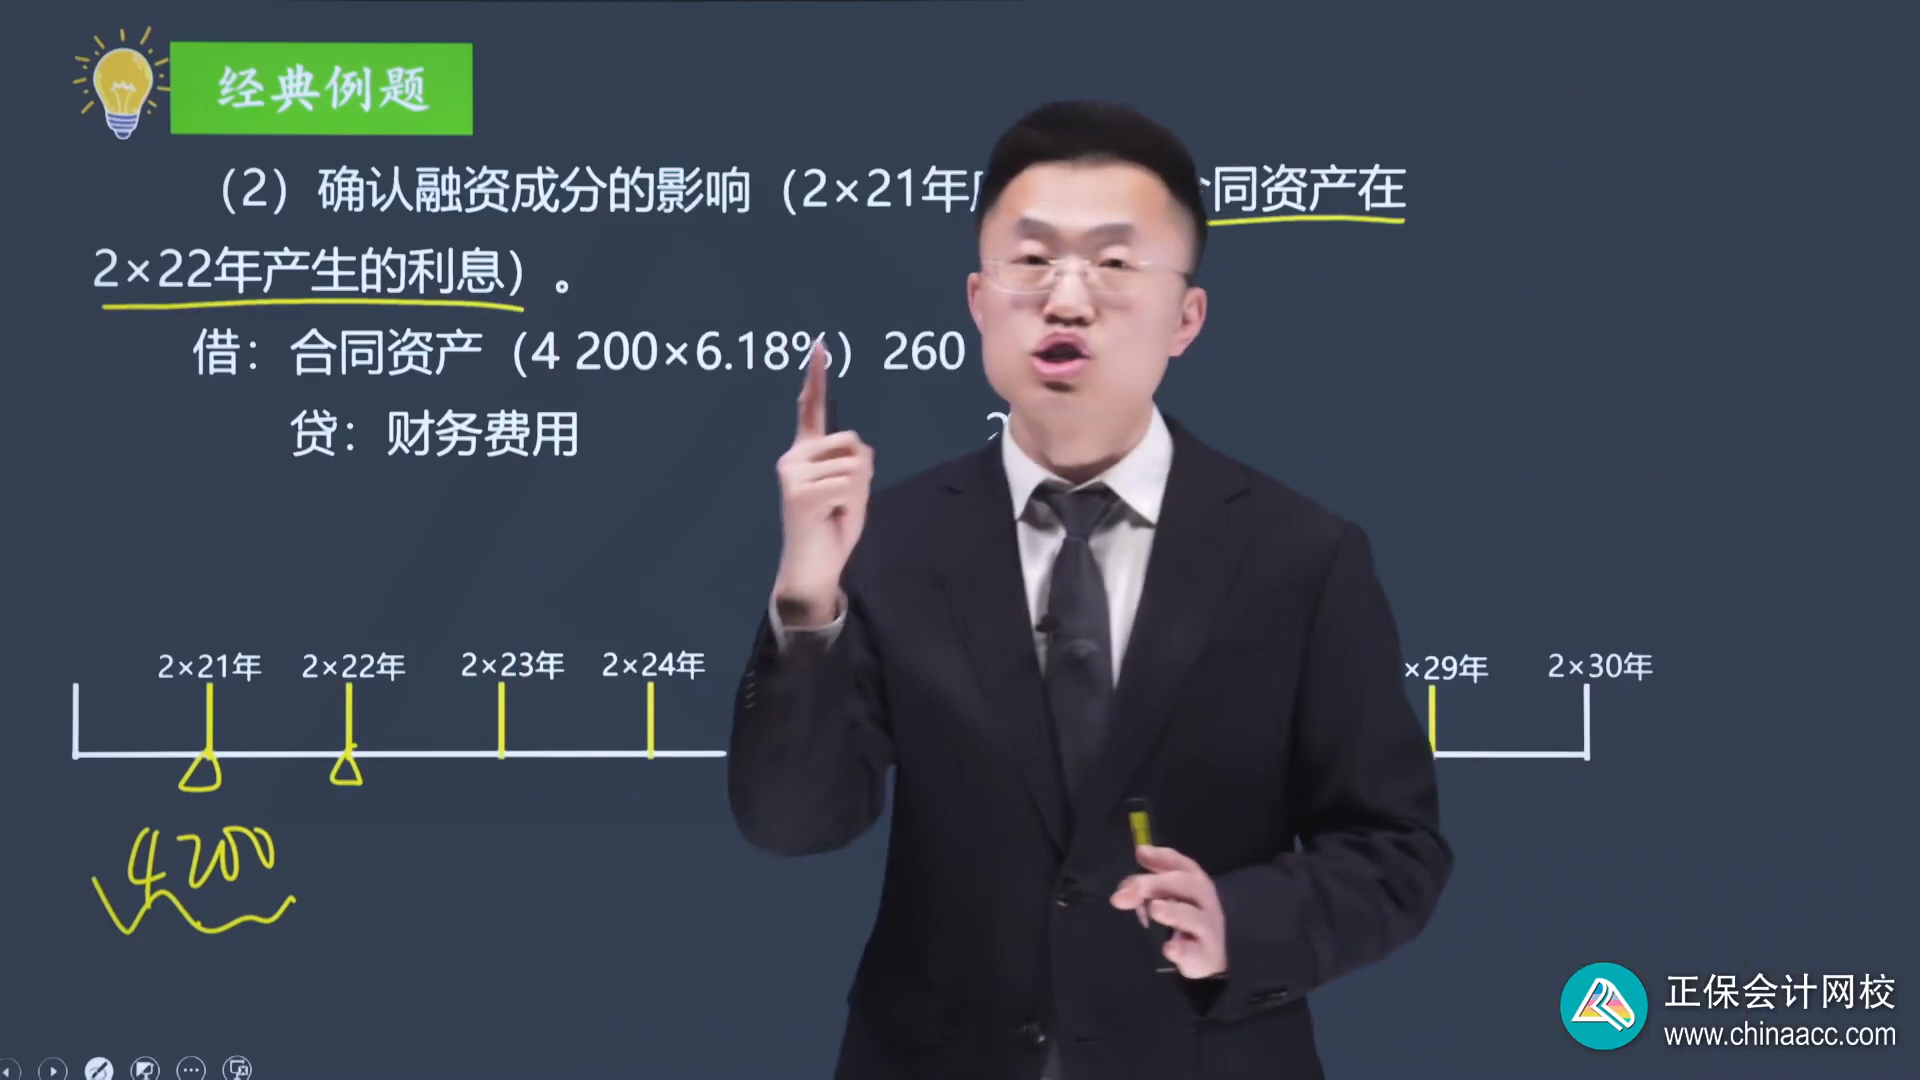 经典例题
（2）确认融资成分的影响（2×21年 同资产在
2×22年产生的利息）。
借：合同资产（4 200×6.18%）260
贷：财务费用
2×21年 2×22年 2×23年 2×24年 ×29年 2×30年
4200
正保会计网校
www.chinaacc.com